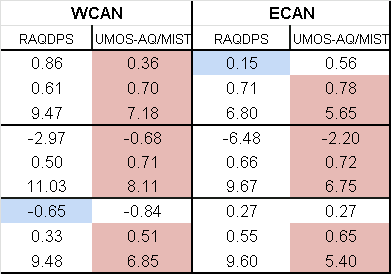 WCAN ECAN
RAQDPS UMOS-AQ/MIST RAQDPS UMOS-AQ/MIST
0.86 0.36 0.15 0.56
0.61 0.70 0.71 0.78
9.47 7.18 6.80 5.65
-2.97 -0.68 -6.48 -2.20
0.50 0.71 0.66 0.72
11.03 8.11 9.67 6.75
-0.65 -0.84 0.27 0.27
0.33 0.51 0.55 0.65
9.48 6.85 9.60 5.40